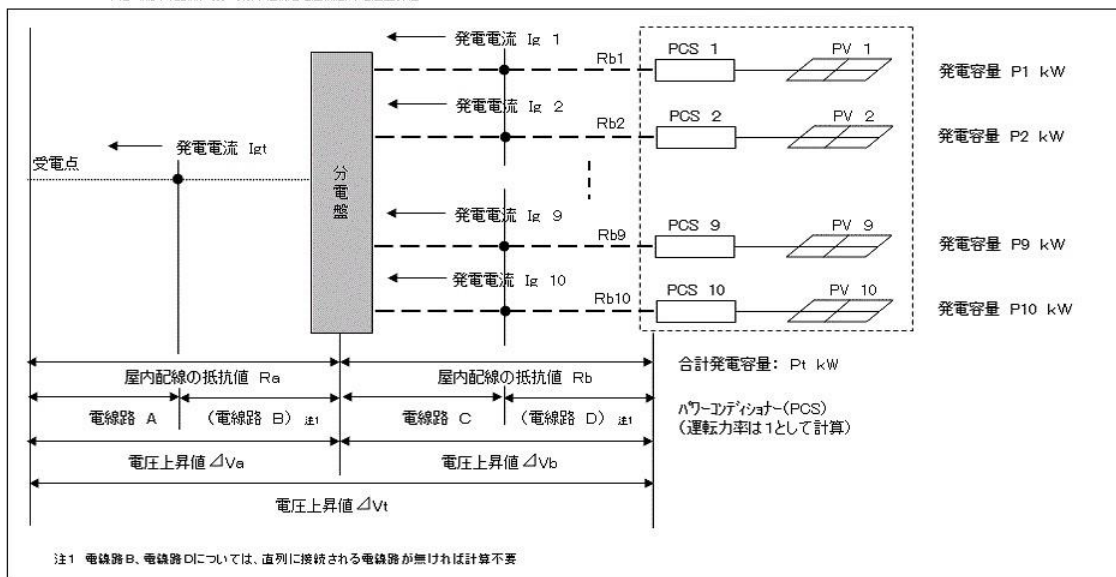 発電電流 Ig 1
Rb1
PCS 1
PV 1
発電容量 P1 kW
発電電流 Ig 2
Rb2
PCS 2
PV 2
発電容量 P2 kW
発電電流 Igt
受電点
分電盤
発電電流 Ig 9
Rb9
PCS 9
PV 9
発電容量 P9 kW
発電電流 Ig 10
Rb10
PCS 10
PV 10
発電容量 P10 kW
屋内配線の抵抗値 Ra
屋内配線の抵抗値 Rb
合計発電容量: Pt kW
電線路 A
(電線路 B) 注1
電線路 C
(電線路 D) 注1
パワーコンディショナー(PCS)
(運転力率は1として計算)
電圧上昇値⊿Va
電圧上昇値⊿Vb
電圧上昇値⊿Vt
注1 電線路B、電線路Dについては、直列に接続される電線路が無ければ計算不要